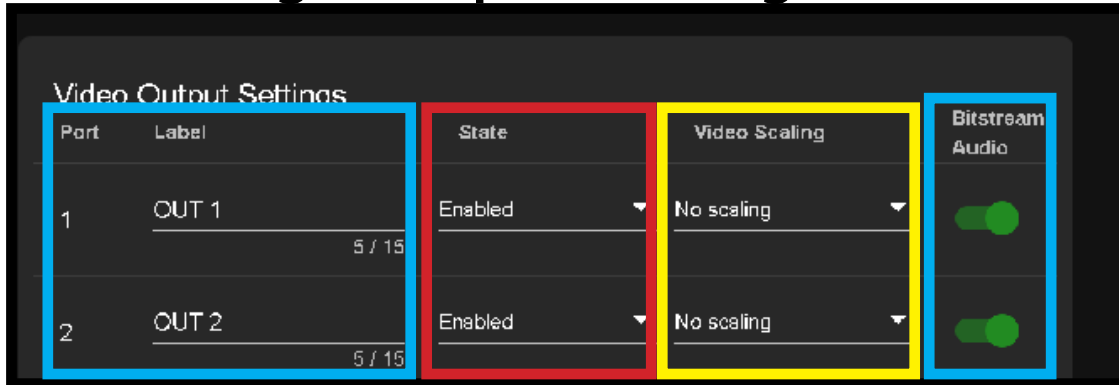 Video Output Settings
Port Label State Video Scaling Bitstream Audio
1 OUT 1 Enabled No scaling
5 / 15
2 OUT 2 Enabled No scaling
5 / 15